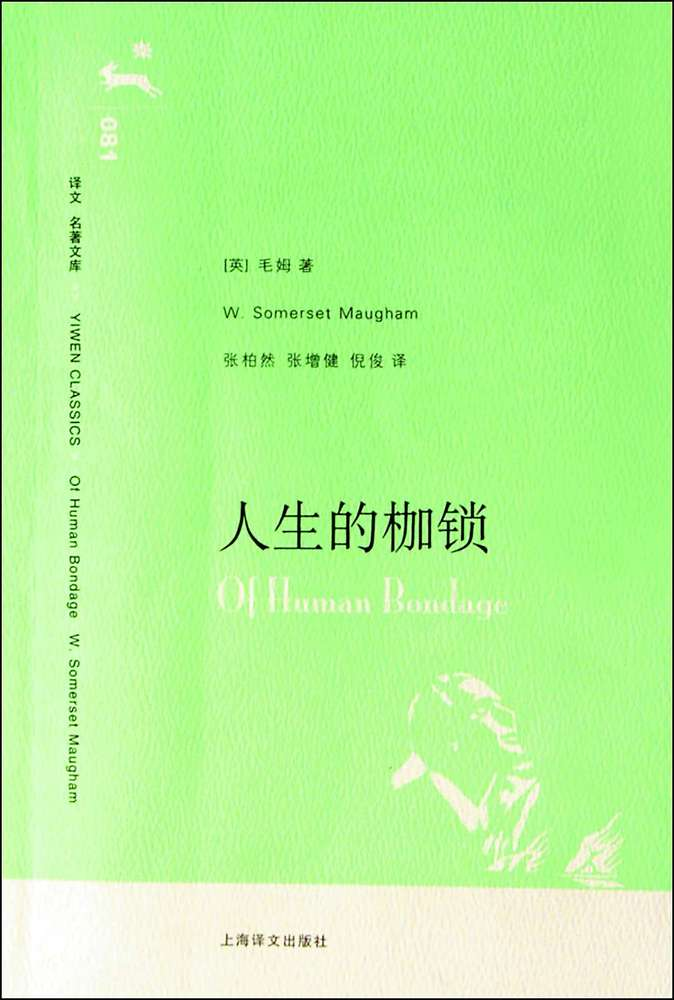 081
译文 名著文库 YIWEN CLASSICS Of Human Bondage W. Somerset Maugham
[英] 毛姆 著
W. Somerset Maugham
张柏然 张增健 倪俊 译
人生的枷锁
Of Human Bondage
上海译文出版社